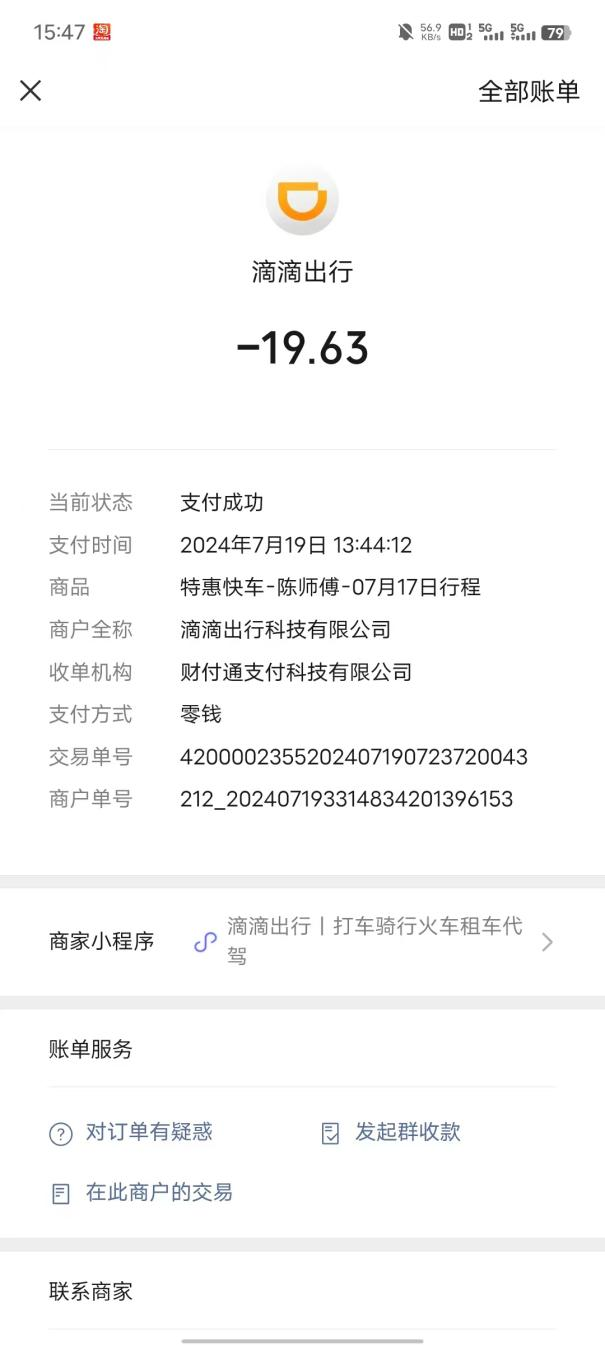 15:47 淘 56.9 KB/s HD 1 2 5G 5G 79
全部账单
滴滴出行
-19.63
当前状态 支付成功
支付时间 2024年7月19日 13:44:12
商品 特惠快车-陈师傅-07月17日行程
商户全称 滴滴出行科技有限公司
收单机构 财付通支付科技有限公司
支付方式 零钱
交易单号 4200002355202407190723720043
商户单号 212_202407193314834201396153
商家小程序 滴滴出行丨打车骑行火车租车代
驾
账单服务
对订单有疑惑 发起群收款
在此商户的交易
联系商家